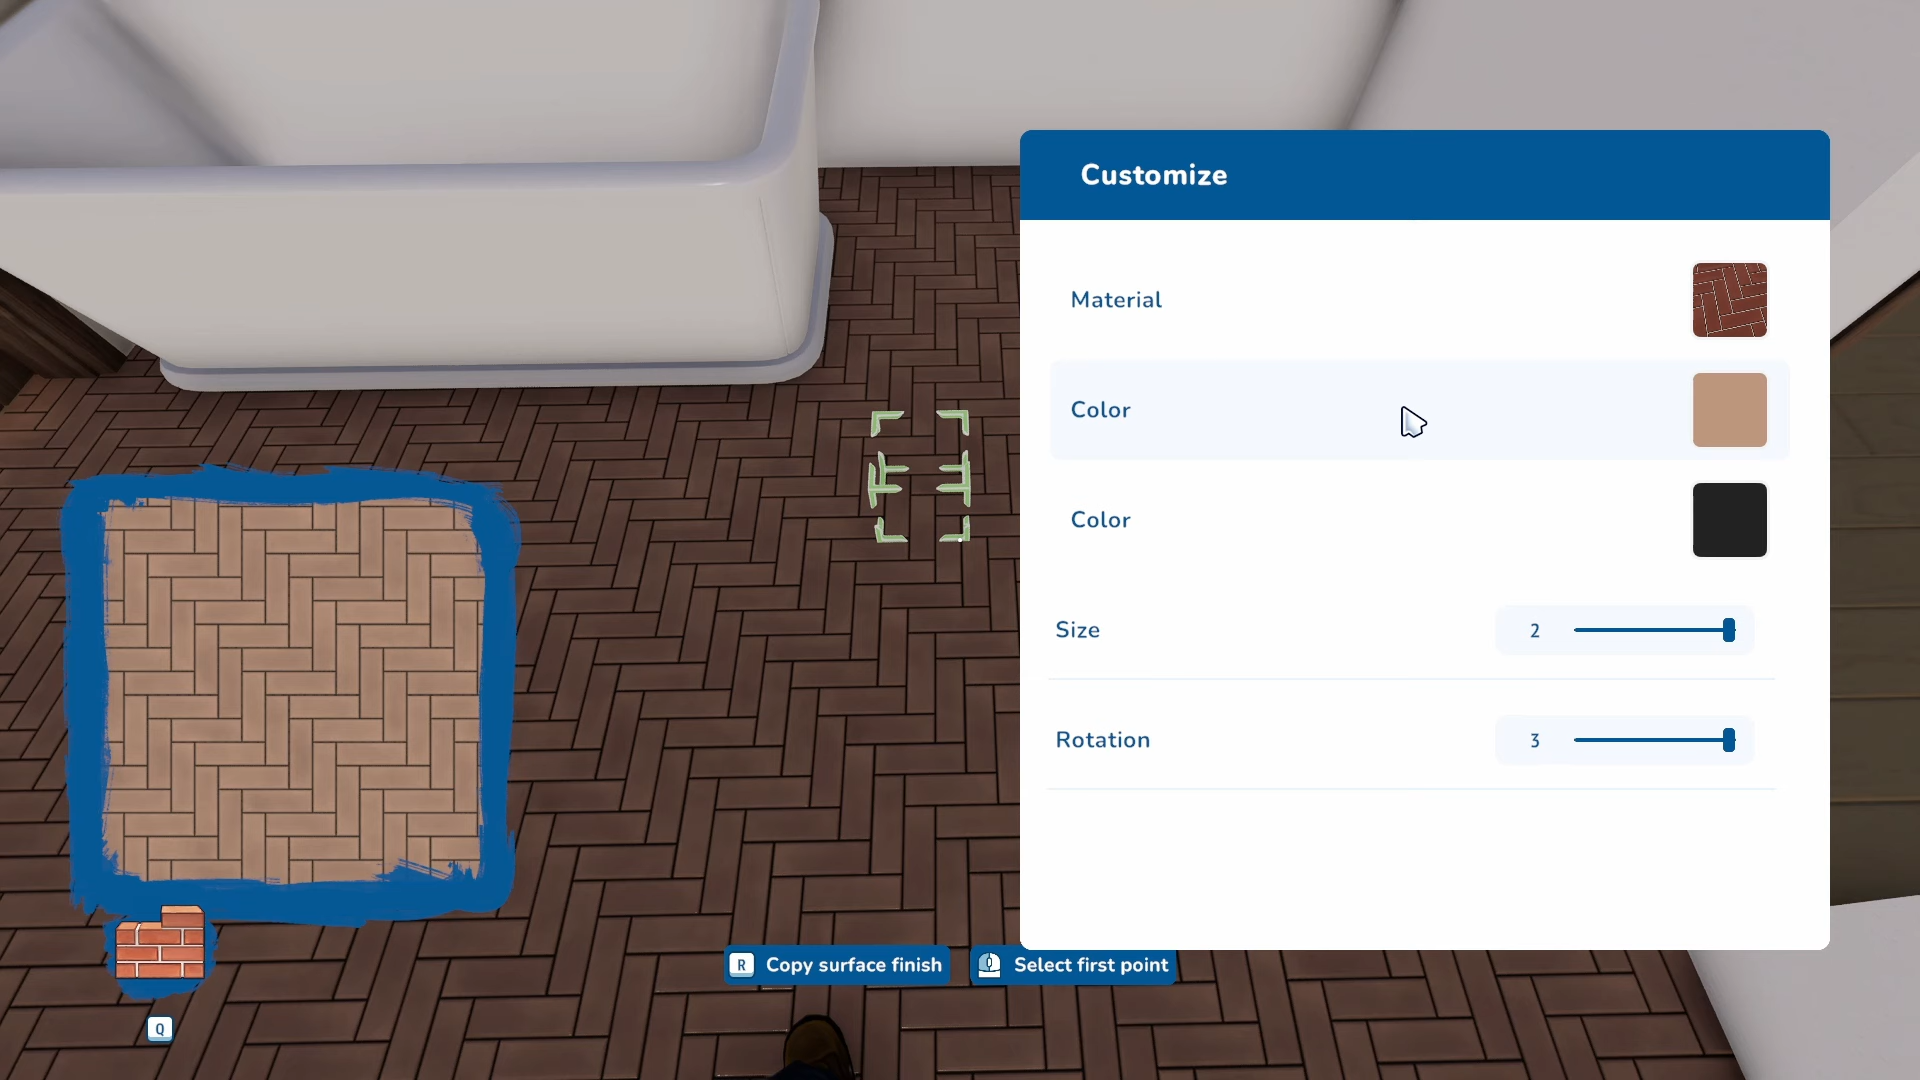 Customize
Material
Color
Color
Size 2
Rotation 3
R Copy surface finish
Select first point
Q